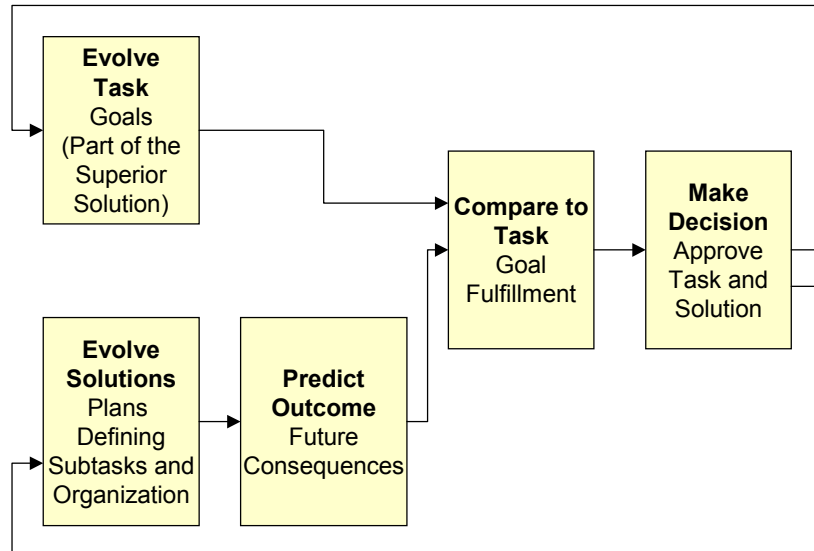 Evolve
Task
Goals
(Part of the
Superior
Solution)
Compare to
Task
Goal
Fulfillment
Make
Decision
Approve
Task and
Solution
Evolve
Solutions
Plans
Defining
Subtasks and
Organization
Predict
Outcome
Future
Consequences